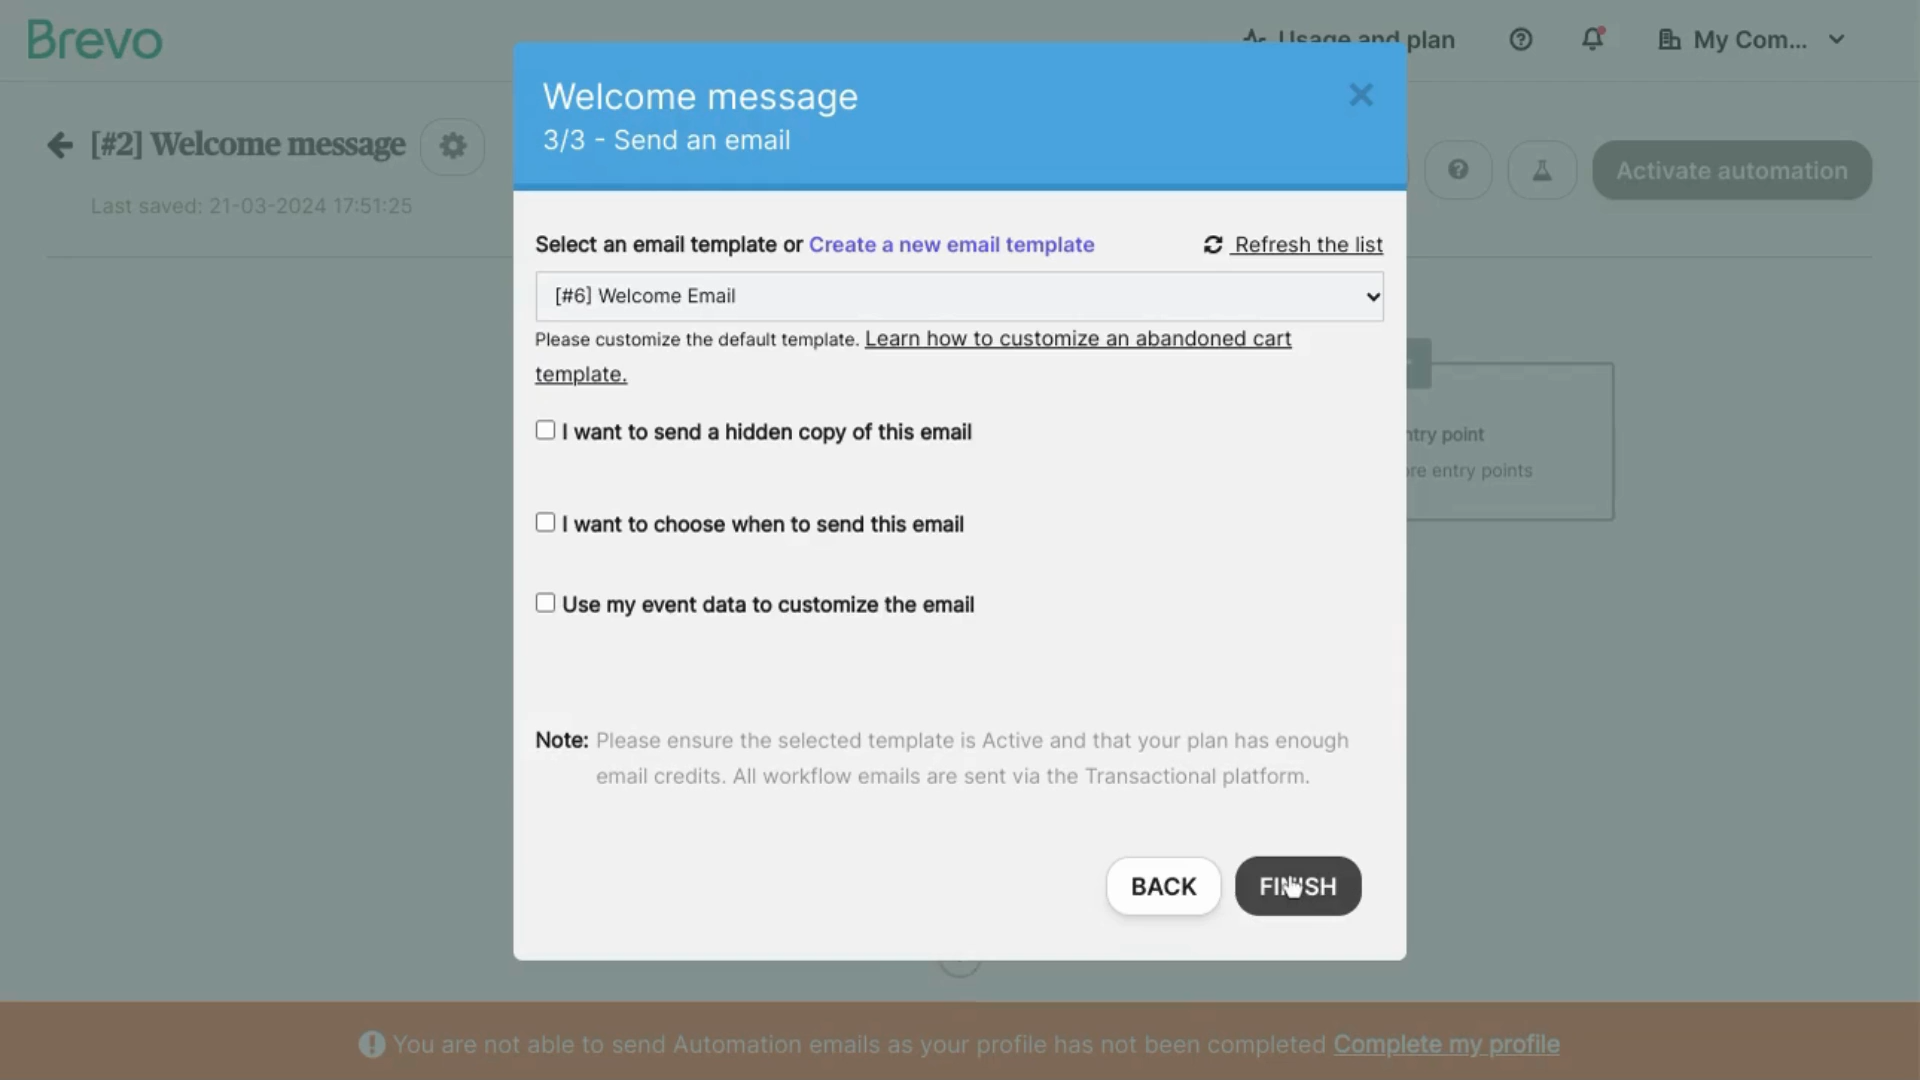 Brevo
Usage and plan
My Com...
[#2] Welcome message
Last saved: 21-03-2024 17:51:25
Activate automation
Welcome message
3/3 - Send an email
Select an email template or Create a new email template
Refresh the list
[#6] Welcome Email
Please customize the default template. Learn how to customize an abandoned cart
template.
I want to send a hidden copy of this email
I want to choose when to send this email
Use my event data to customize the email
Note: Please ensure the selected template is Active and that your plan has enough
email credits. All workflow emails are sent via the Transactional platform.
BACK
FINISH
point
entry points
You are not able to send Automation emails as your profile has not been completed Complete my profile